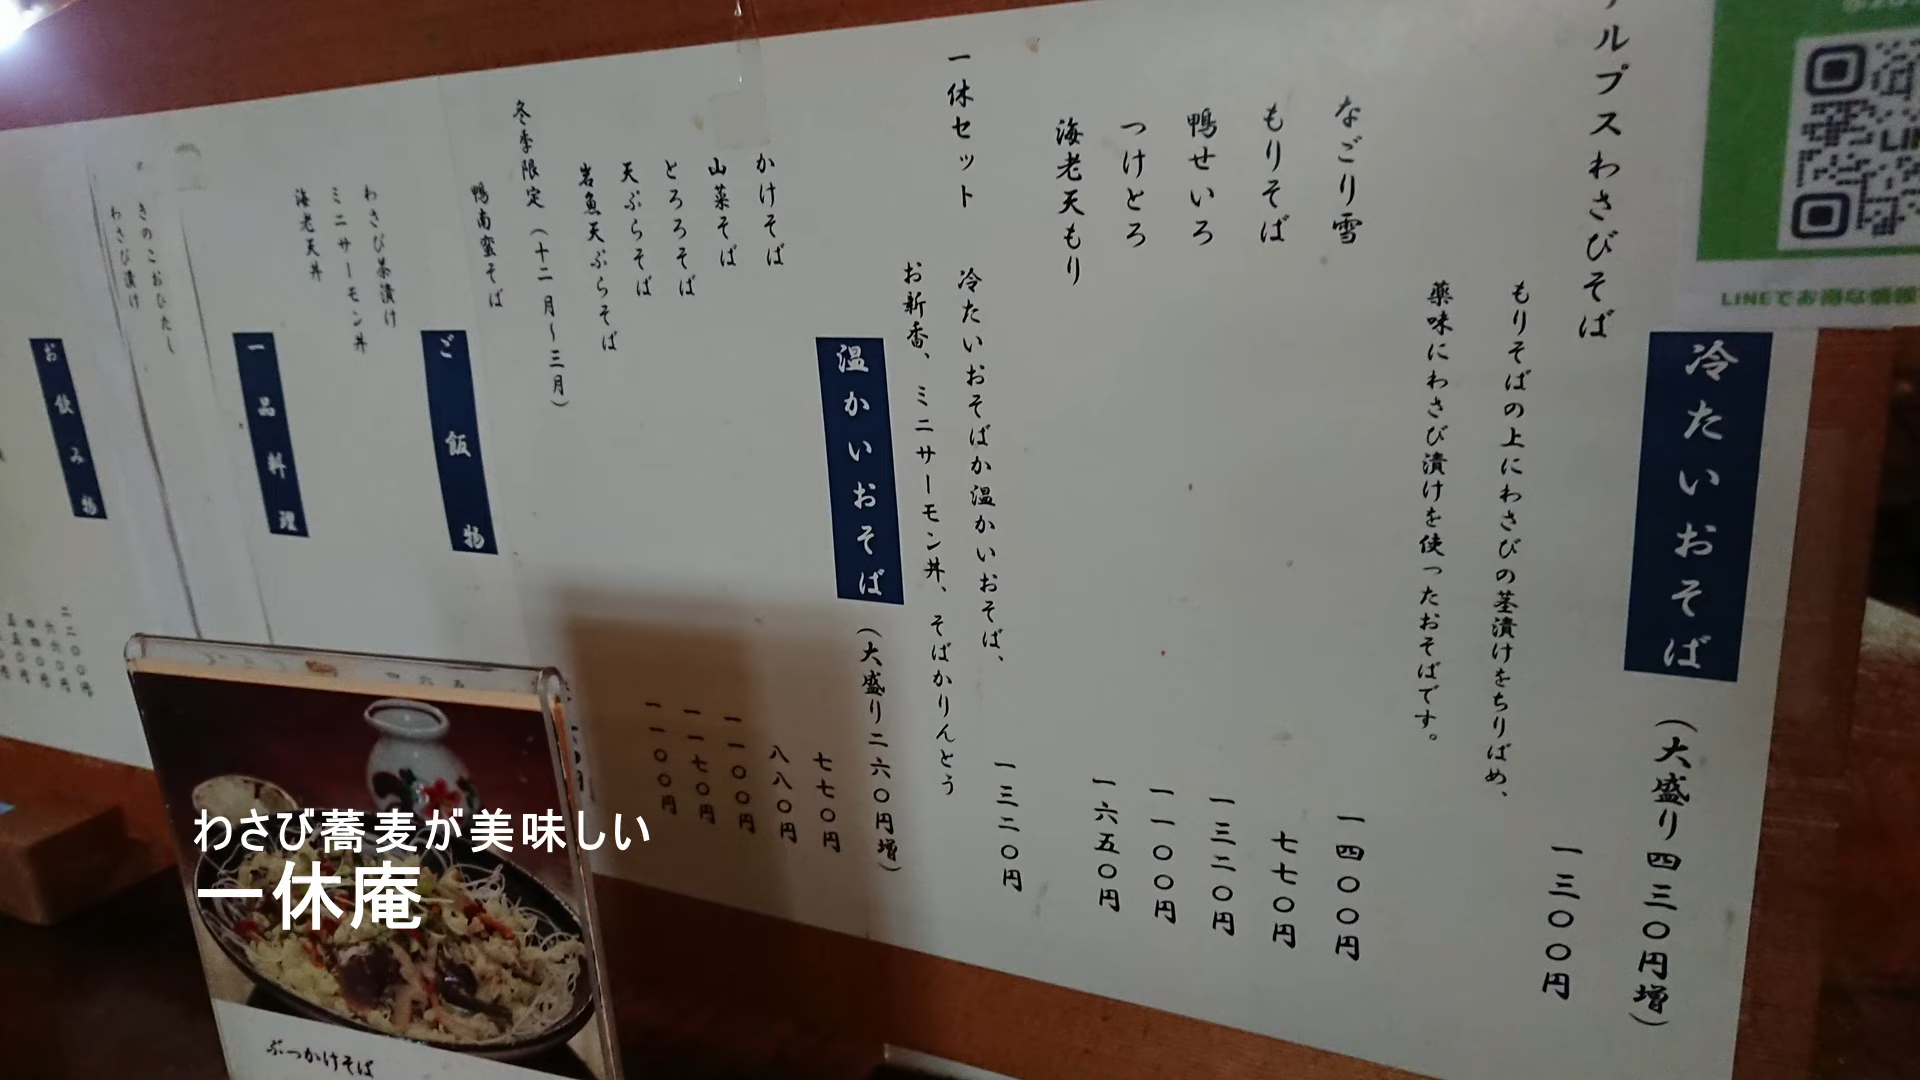 冷たいおそば
(大盛り四三〇円増)
ルプスわさびそば
一三〇〇円
もりそばの上にわさびの茎漬けをちりばめ、
薬味にわさび漬けを使ったおそばです。
なごり雪
一四〇〇円
もりそば
七七〇円
鴨せいろ
一三二〇円
つけとろ
一一〇〇円
海老天もり
一六五〇円
一休セット
冷たいおそばか温かいおそば、
一三二〇円
お新香、ミニサーモン丼、そばかりんとう
温かいおそば
(大盛り二六〇円増)
かけそば
七七〇円
山菜そば
八八〇円
とろろそば
一一〇〇円
天ぷらそば
一一七〇円
岩魚天ぷらそば
一一〇〇円
冬季限定(十二月~三月)
鴨南蛮そば
ご飯物
わさび茶漬け
ミニサーモン丼
海老天丼
一品料理
きのこおひたし
わさび漬け
お飲み物
LINEでお得な情報
ぶっかけそば
わさび蕎麦が美味しい
一休庵